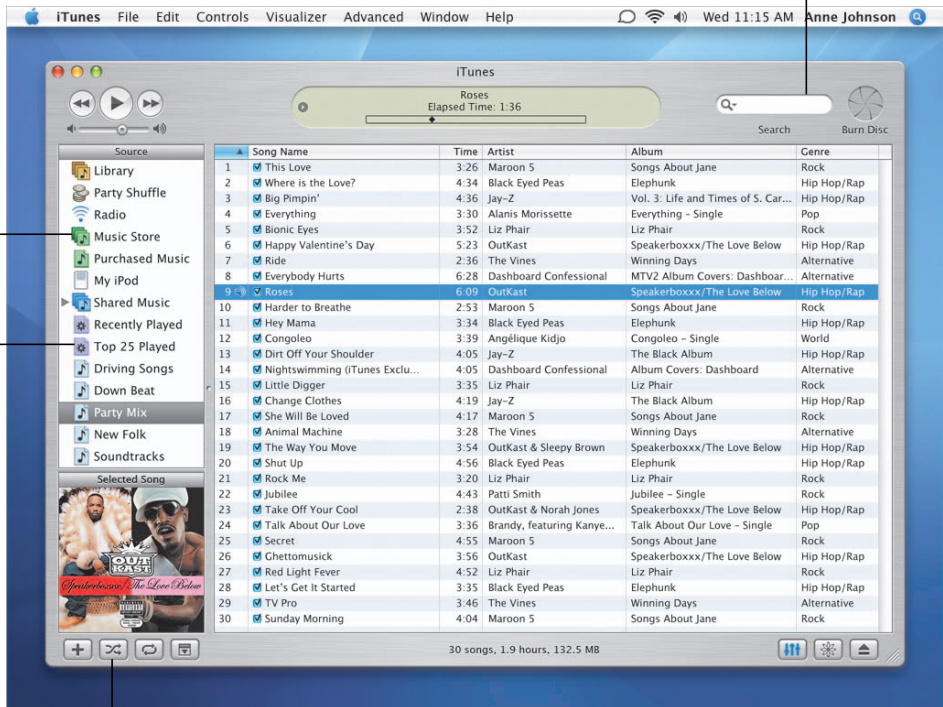 iTunes File Edit Controls Visualizer Advanced Window Help Wed 11:15 AM Anne Johnson
iTunes
Roses
Elapsed Time: 1:36
Search Burn Disc
Source
Library
Party Shuffle
Radio
Music Store
Purchased Music
My iPod
Shared Music
Recently Played
Top 25 Played
Driving Songs
Down Beat
Party Mix
New Folk
Soundtracks
Selected Song
OUT
KAST
Speakerboxxx/The Love Below
Song Name Time Artist Album Genre
1 This Love 3:26 Maroon 5 Songs About Jane Rock
2 Where is the Love? 4:34 Black Eyed Peas Elephunk Hip Hop/Rap
3 Big Pimpin' 4:36 Jay-Z Vol. 3: Life and Times of S. Car... Hip Hop/Rap
4 Everything 3:30 Alanis Morissette Everything – Single Pop
5 Bionic Eyes 3:52 Liz Phair Liz Phair Rock
6 Happy Valentine's Day 5:23 OutKast Speakerboxxx/The Love Below Hip Hop/Rap
7 Ride 2:36 The Vines Winning Days Alternative
8 Everybody Hurts 6:28 Dashboard Confessional MTV2 Album Covers: Dashboar... Alternative
9 Roses 6:09 OutKast Speakerboxxx/The Love Below Hip Hop/Rap
10 Harder to Breathe 2:53 Maroon 5 Songs About Jane Rock
11 Hey Mama 3:34 Black Eyed Peas Elephunk Hip Hop/Rap
12 Congoleo 3:39 Angélique Kidjo Congoleo – Single World
13 Dirt Off Your Shoulder 4:05 Jay-Z The Black Album Hip Hop/Rap
14 Nightswimming (iTunes Exclu... 4:05 Dashboard Confessional Album Covers: Dashboard Alternative
15 Little Digger 3:35 Liz Phair Liz Phair Rock
16 Change Clothes 4:19 Jay-Z The Black Album Hip Hop/Rap
17 She Will Be Loved 4:17 Maroon 5 Songs About Jane Rock
18 Animal Machine 3:28 The Vines Winning Days Alternative
19 The Way You Move 3:54 OutKast & Sleepy Brown Speakerboxxx/The Love Below Hip Hop/Rap
20 Shut Up 4:56 Black Eyed Peas Elephunk Hip Hop/Rap
21 Rock Me 3:20 Liz Phair Liz Phair Rock
22 Jubilee 4:43 Patti Smith Jubilee – Single Rock
23 Take Off Your Cool 2:38 OutKast & Norah Jones Speakerboxxx/The Love Below Hip Hop/Rap
24 Talk About Our Love 3:36 Brandy, featuring Kanye... Talk About Our Love – Single Pop
25 Secret 4:55 Maroon 5 Songs About Jane Rock
26 Ghettomusick 3:56 OutKast Speakerboxxx/The Love Below Hip Hop/Rap
27 Red Light Fever 4:52 Liz Phair Liz Phair Rock
28 Let's Get It Started 3:35 Black Eyed Peas Elephunk Hip Hop/Rap
29 TV Pro 3:46 The Vines Winning Days Alternative
30 Sunday Morning 4:04 Maroon 5 Songs About Jane Rock
30 songs, 1.9 hours, 132.5 MB